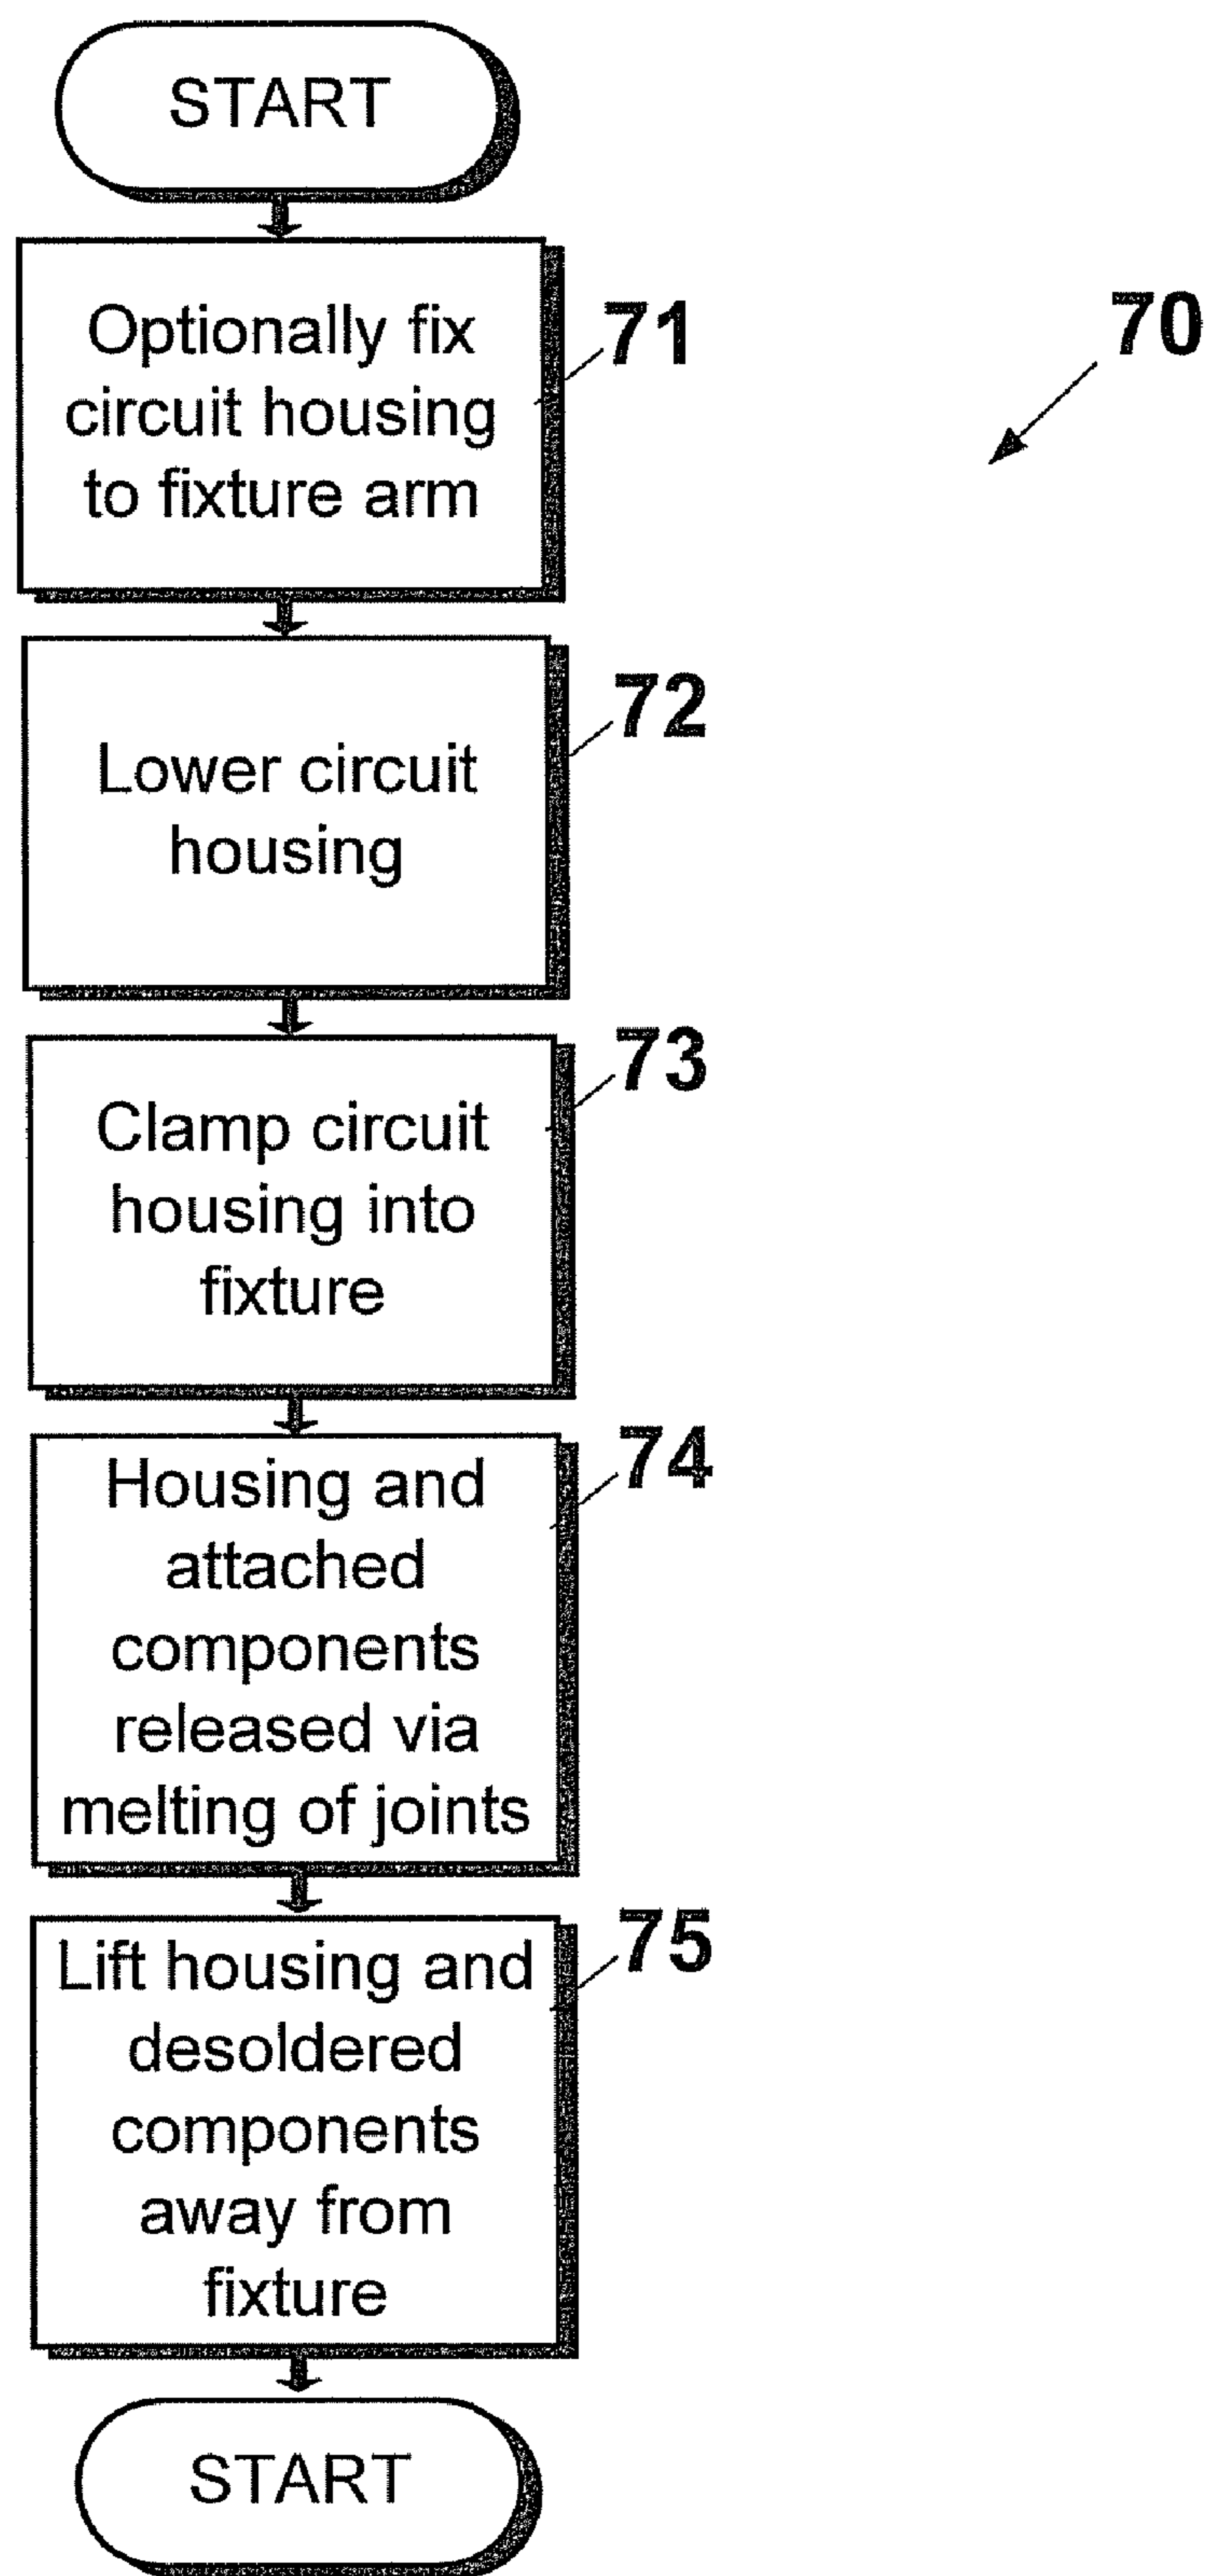 START
Optionally fix
circuit housing
to fixture arm
71
70
Lower circuit
housing
72
Clamp circuit
housing into
fixture
73
Housing and
attached
components
released via
melting of joints
74
Lift housing and
desoldered
components
away from
fixture
75
START